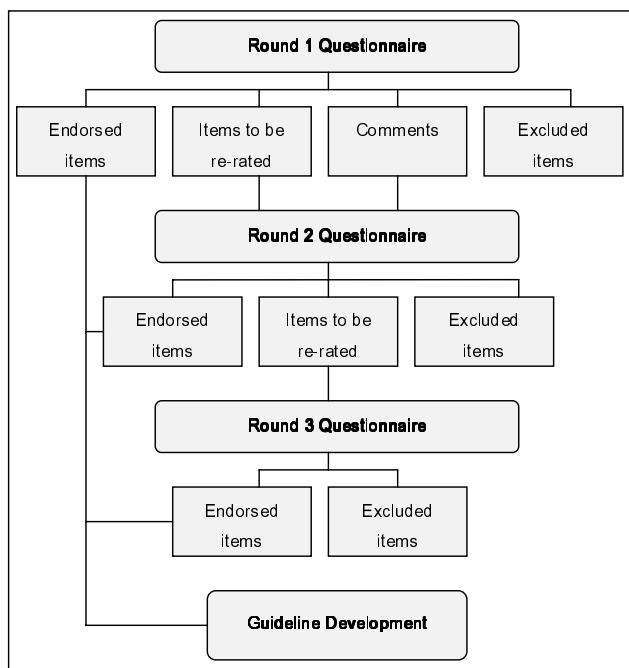 Round 1 Questionnaire
Endorsed
items
Items to be
re-rated
Comments
Excluded
items
Round 2 Questionnaire
Endorsed
items
Items to be
re-rated
Excluded
items
Round 3 Questionnaire
Endorsed
items
Excluded
items
Guideline Development